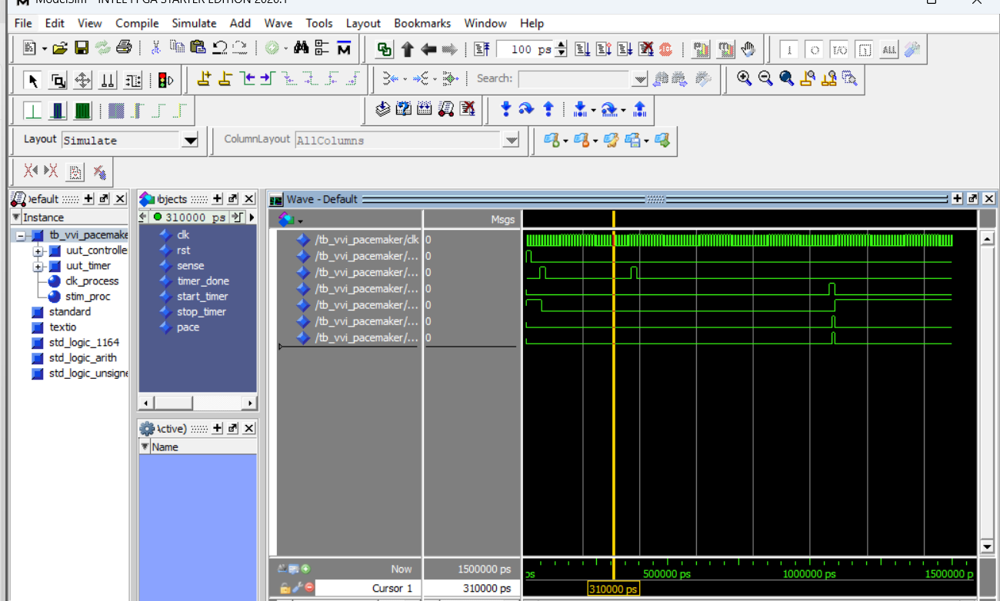 ModelSim - INTEL FPGA STARTER EDITION 2020.1
File Edit View Compile Simulate Add Wave Tools Layout Bookmarks Window Help
100 ps
Search:
Layout Simulate
ColumnLayout AllColumns
Default
Objects
Wave - Default
Instance
310000 ps
Msgs
tb_vvi_pacemake
uut_controlle
uut_timer
clk_process
stim_proc
standard
textio
std_logic_1164
std_logic_arith
std_logic_unsigne
clk
rst
sense
timer_done
start_timer
stop_timer
pace
/tb_vvi_pacemaker/clk 0
/tb_vvi_pacemaker/... 0
/tb_vvi_pacemaker/... 0
/tb_vvi_pacemaker/... 0
/tb_vvi_pacemaker/... 0
/tb_vvi_pacemaker/... 0
/tb_vvi_pacemaker/... 0
(Active)
Name
Now 1500000 ps
ps 500000 ps 1000000 ps 1500000 p
Cursor 1 310000 ps
310000 ps